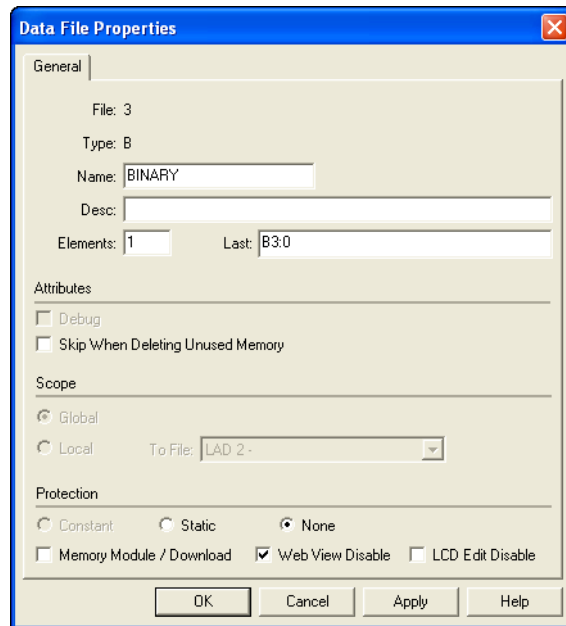 Data File Properties
General
File: 3
Type: B
Name: BINARY
Desc:
Elements: 1 Last: B3:0
Attributes
Debug
Skip When Deleting Unused Memory
Scope
Global
Local To File: LAD 2 -
Protection
Constant Static None
Memory Module / Download Web View Disable LCD Edit Disable
OK Cancel Apply Help